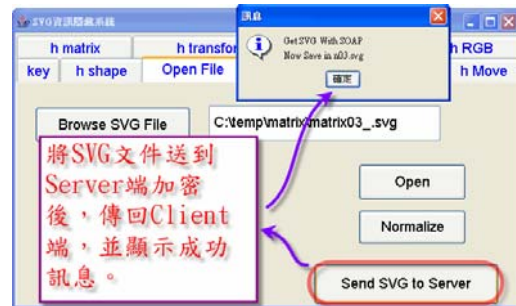 SVG資訊隱藏系統
訊息
Get SVG With SOAP
Now Save in n03.svg
確定
h matrix
h transfor
h RGB
key
h shape
Open File
h Move
Browse SVG File
C:\temp\matrix\matrix03_.svg
將SVG文件送到
Server端加密
後，傳回Client
端，並顯示成功
訊息。
Open
Normalize
Send SVG to Server